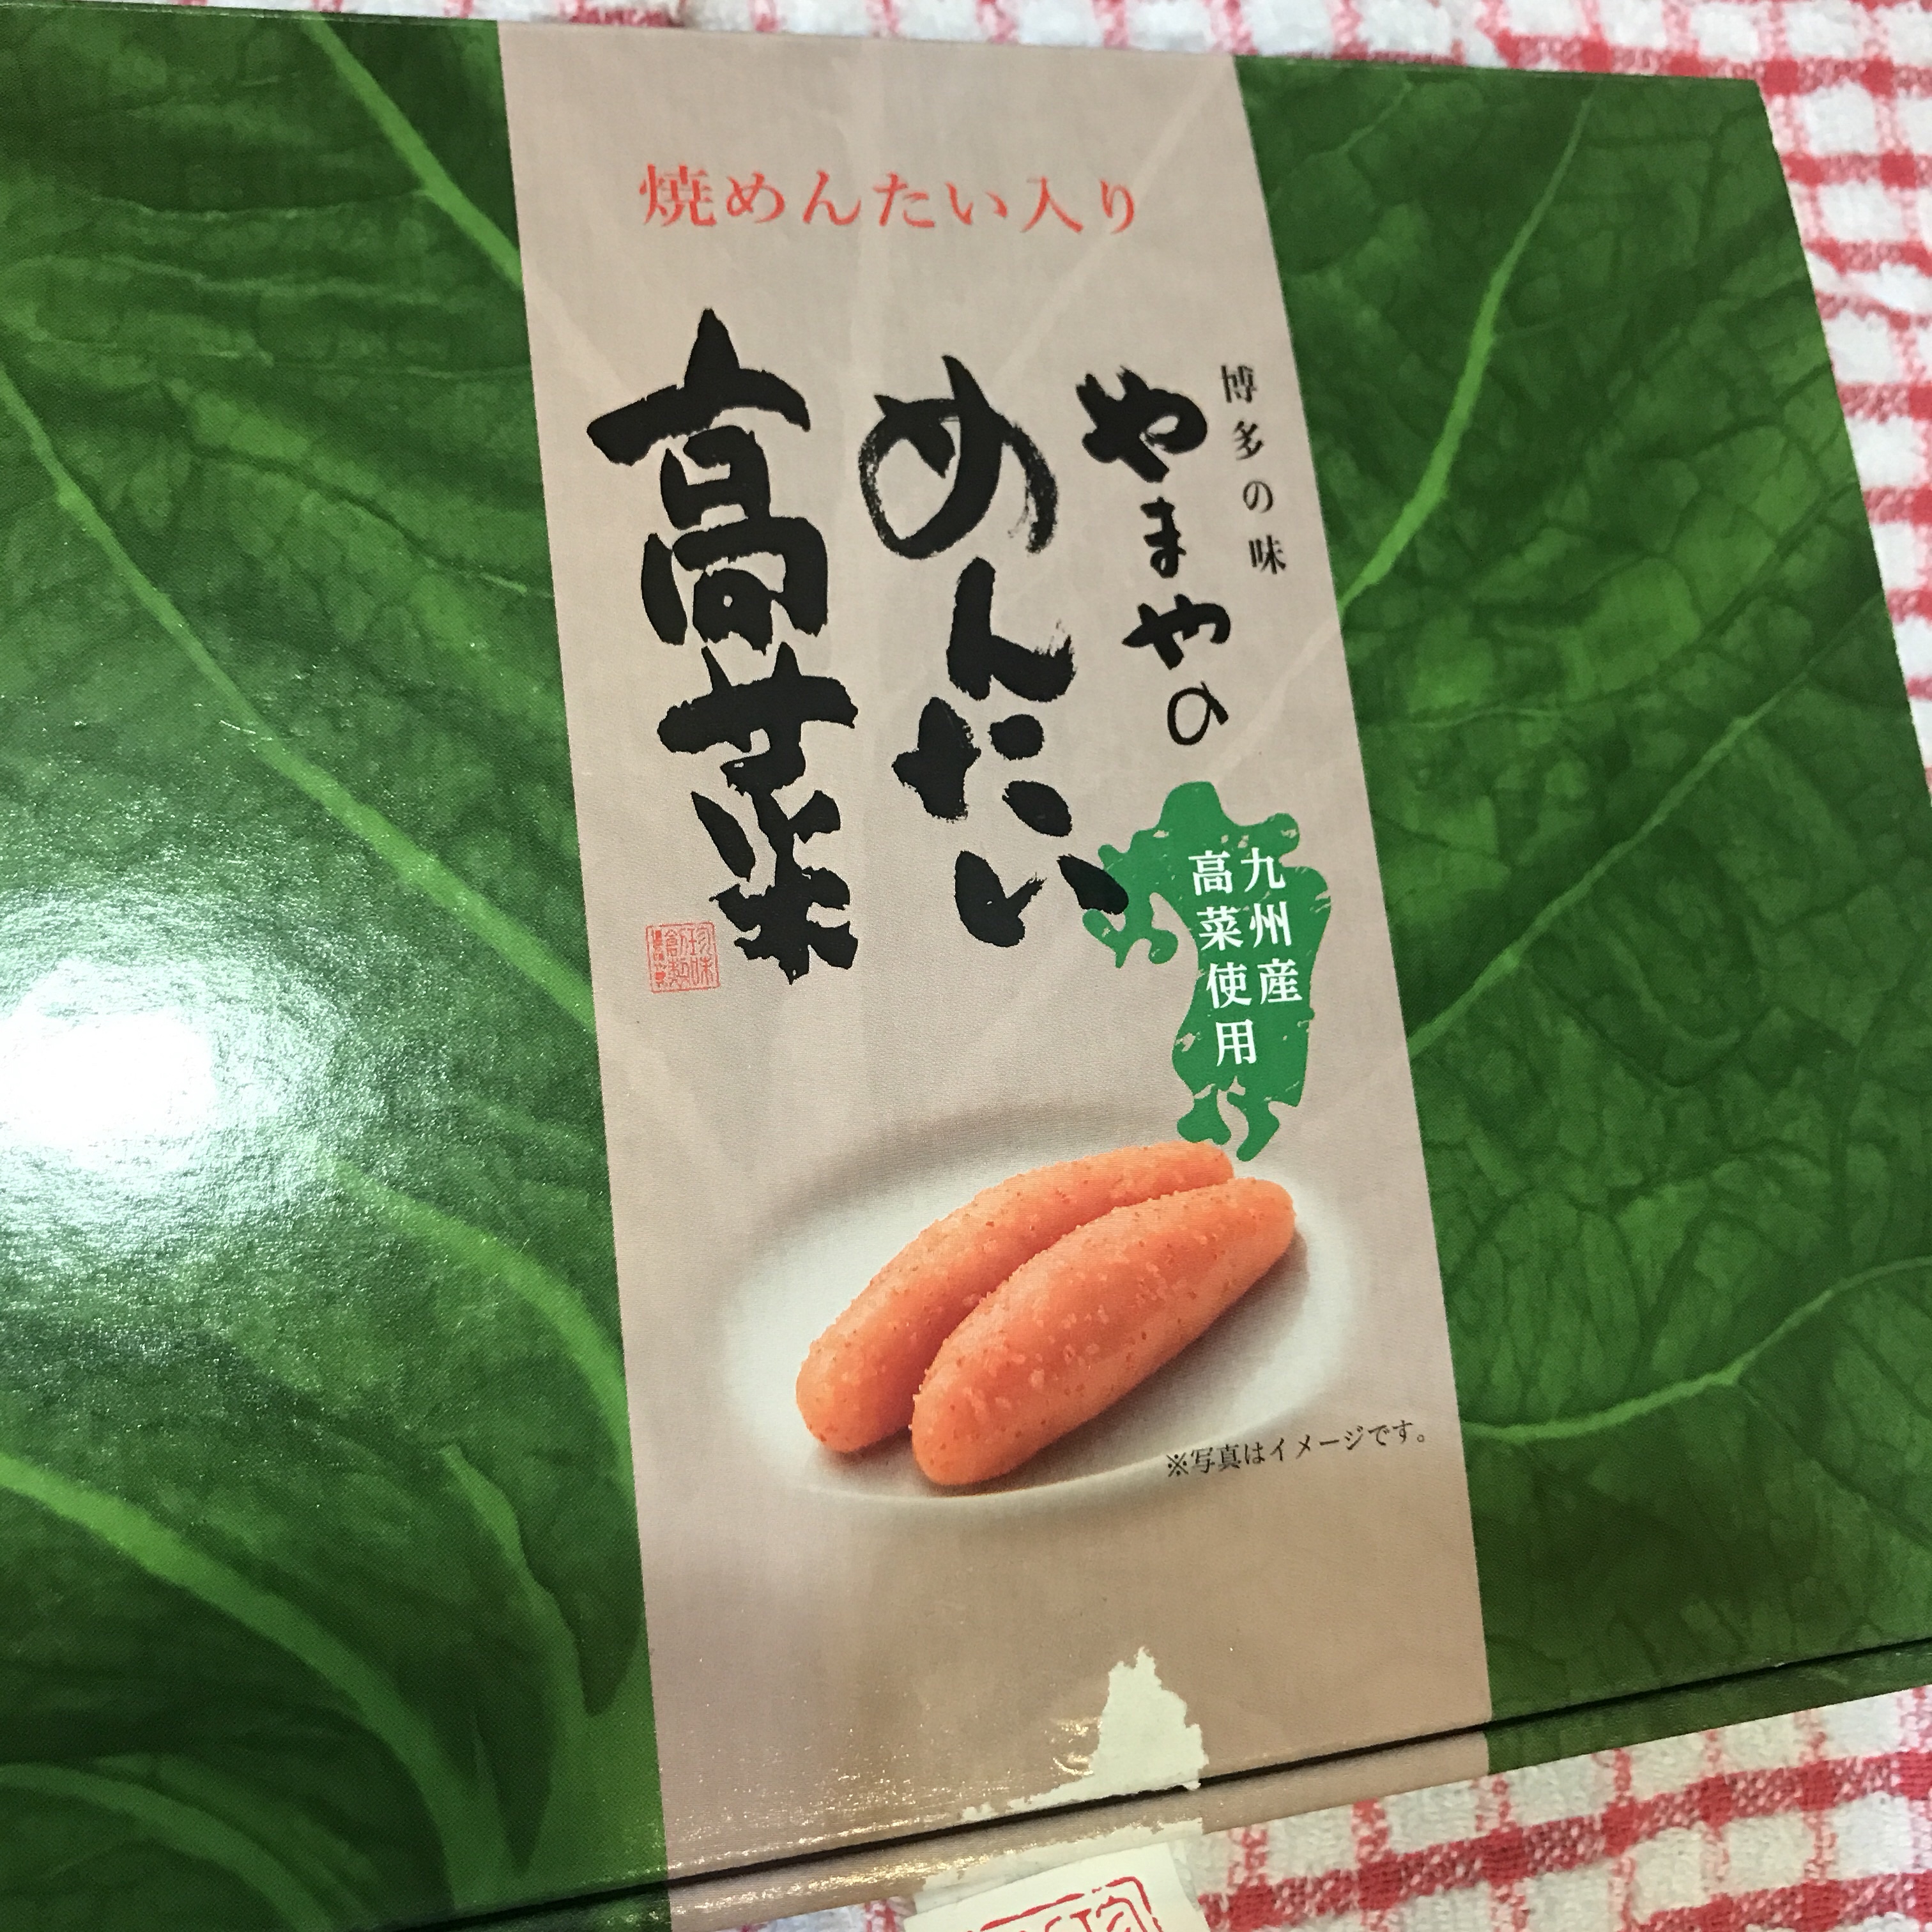 焼めんたい入り
博多の味
やまやの
めんたい
高菜
九州産
高菜使用
※写真はイメージです。